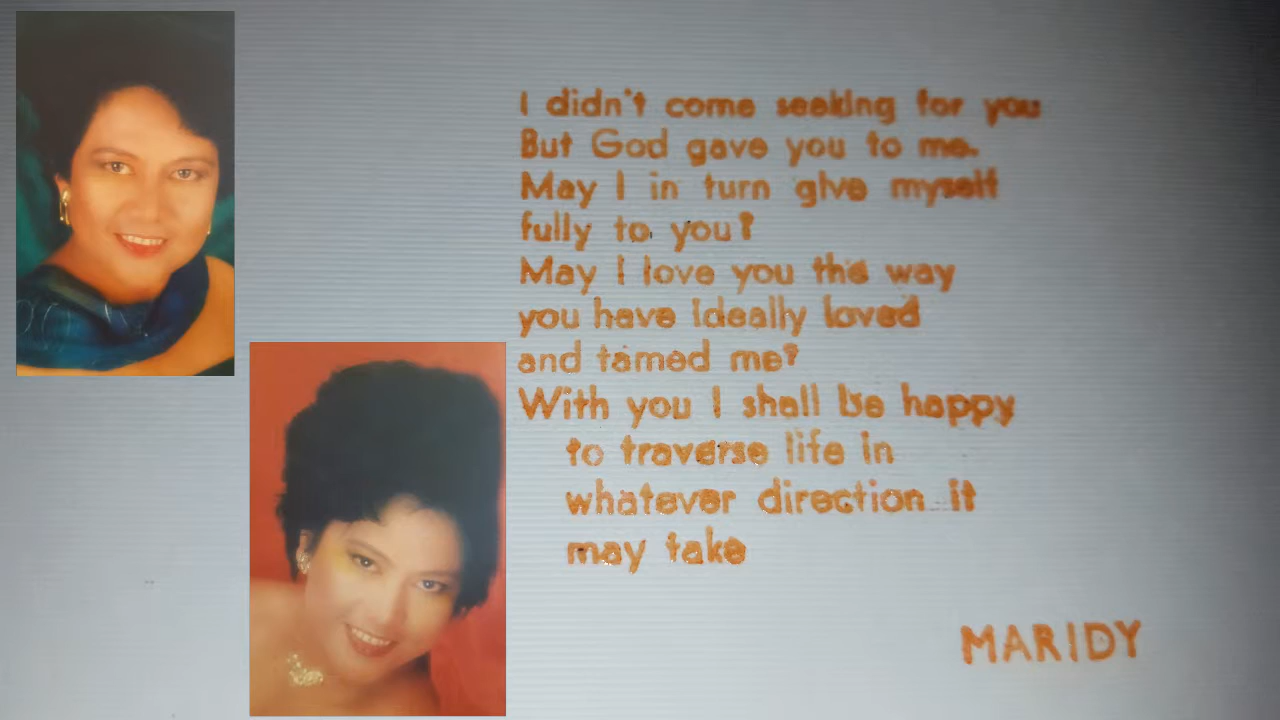 I didn't come seeking for you
But God gave you to me.
May I in turn give myself
fully to you?
May I love you the way
you have ideally loved
and tamed me?
With you I shall be happy
to traverse life in
whatever direction it
may take
MARIDY